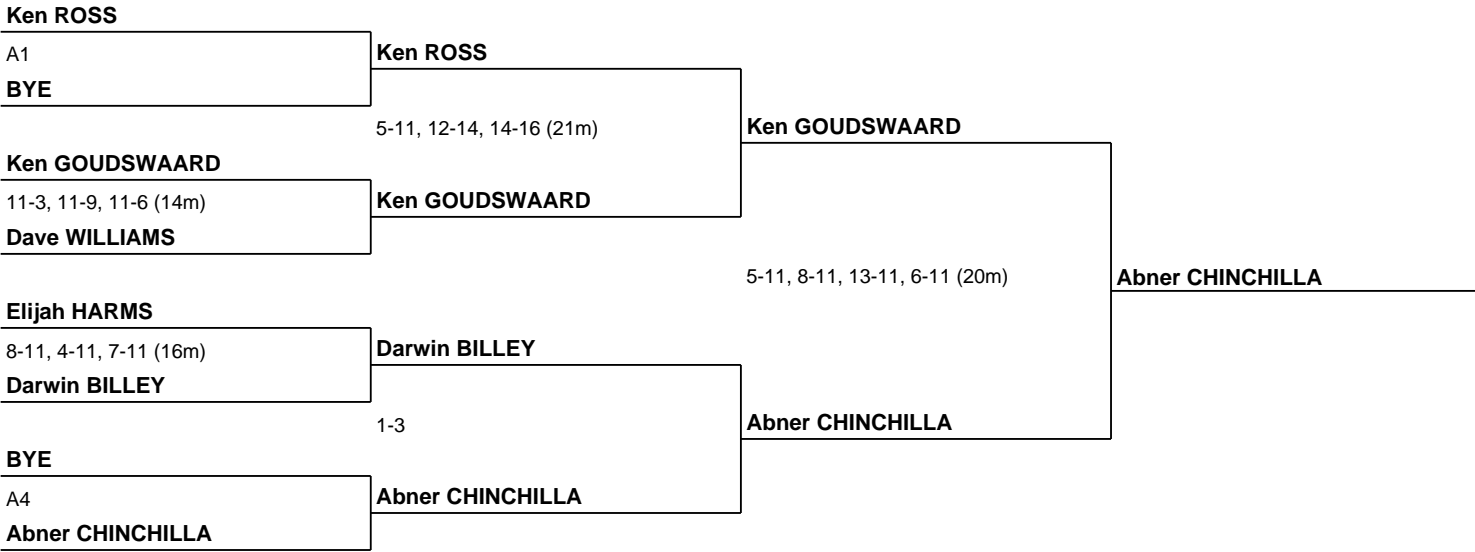 Ken ROSS
A1
BYE
Ken ROSS
5-11, 12-14, 14-16 (21m)
Ken GOUDSWAARD
Ken GOUDSWAARD
11-3, 11-9, 11-6 (14m)
Dave WILLIAMS
Ken GOUDSWAARD
5-11, 8-11, 13-11, 6-11 (20m)
Abner CHINCHILLA
Elijah HARMS
8-11, 4-11, 7-11 (16m)
Darwin BILLEY
Darwin BILLEY
1-3
Abner CHINCHILLA
BYE
A4
Abner CHINCHILLA
Abner CHINCHILLA